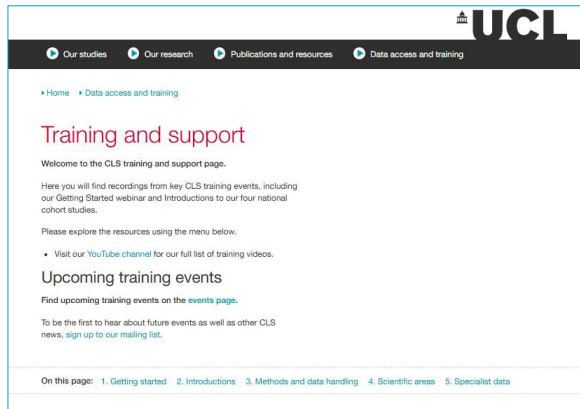 UCL
Our studies Our research Publications and resources Data access and training
Home Data access and training
Training and support
Welcome to the CLS training and support page.
Here you will find recordings from key CLS training events, including
our Getting Started webinar and Introductions to our four national
cohort studies.
Please explore the resources using the menu below.
• Visit our YouTube channel for our full list of training videos.
Upcoming training events
Find upcoming training events on the events page.
To be the first to hear about future events as well as other CLS
news, sign up to our mailing list.
On this page: 1. Getting started 2. Introductions 3. Methods and data handling 4. Scientific areas 5. Specialist data